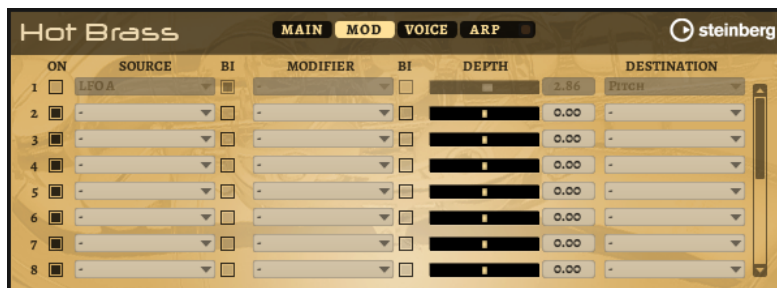 Hot Brass MAIN MOD VOICE ARP steinberg
ON SOURCE BI MODIFIER BI DEPTH DESTINATION
1 LFO A - 2.86 PITCH
2 - - 0.00 -
3 - - 0.00 -
4 - - 0.00 -
5 - - 0.00 -
6 - - 0.00 -
7 - - 0.00 -
8 - - 0.00 -